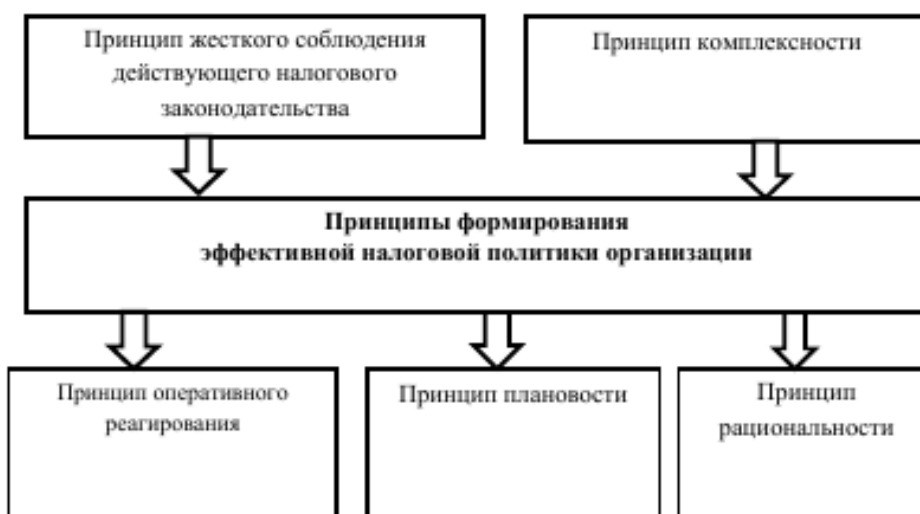 Принцип жесткого соблюдения
действующего налогового
законодательства
Принцип комплексности
Принципы формирования
эффективной налоговой политики организации
Принцип оперативного
реагирования
Принцип плановости
Принцип
рациональности